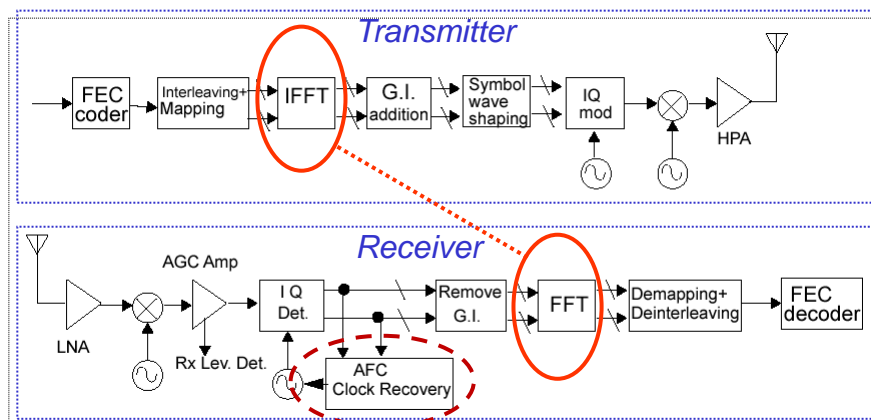 Transmitter
FEC
coder
Interleaving+
Mapping
IFFT
G.I.
addition
Symbol
wave
shaping
IQ
mod
HPA
Receiver
AGC Amp
LNA
Rx Lev. Det.
I Q
Det.
Remove
G.I.
FFT
Demapping+
Deinterleaving
FEC
decoder
AFC
Clock Recovery